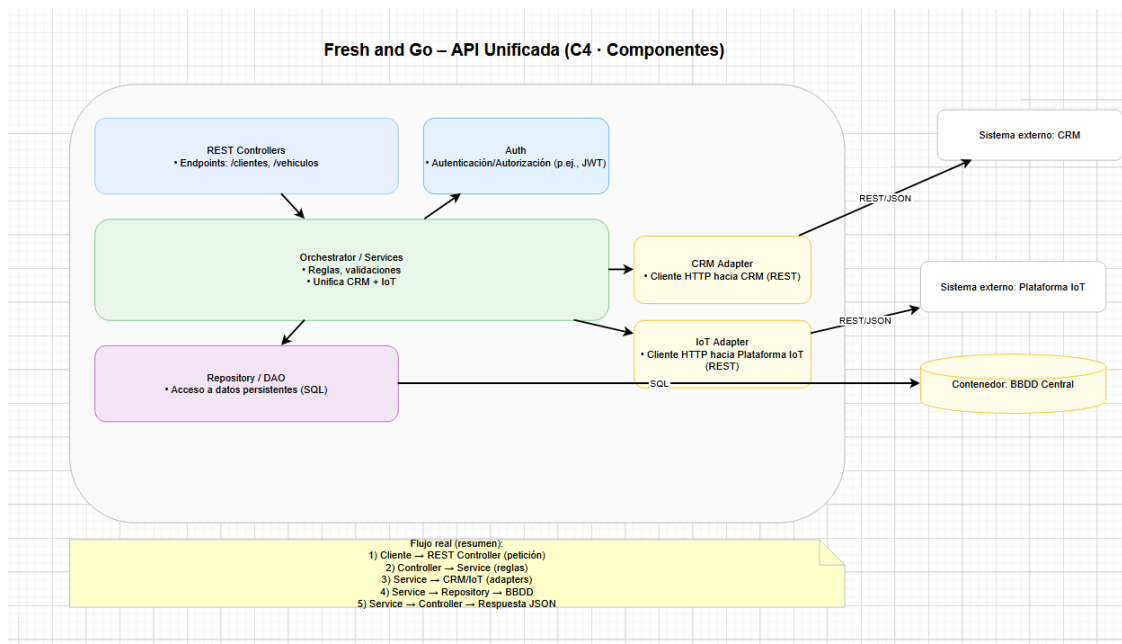 Fresh and Go – API Unificada (C4 · Componentes)
REST Controllers
• Endpoints: /clientes, /vehiculos
Auth
• Autenticación/Autorización (p.ej., JWT)
Sistema externo: CRM
REST/JSON
Orchestrator / Services
• Reglas, validaciones
• Unifica CRM + IoT
CRM Adapter
• Cliente HTTP hacia CRM (REST)
Sistema externo: Plataforma IoT
REST/JSON
IoT Adapter
• Cliente HTTP hacia Plataforma IoT
(REST)
Repository / DAO
• Acceso a datos persistentes (SQL)
SQL
Contenedor: BBDD Central
Flujo real (resumen):
1) Cliente → REST Controller (petición)
2) Controller → Service (reglas)
3) Service → CRM/IoT (adapters)
4) Service → Repository → BBDD
5) Service → Controller → Respuesta JSON